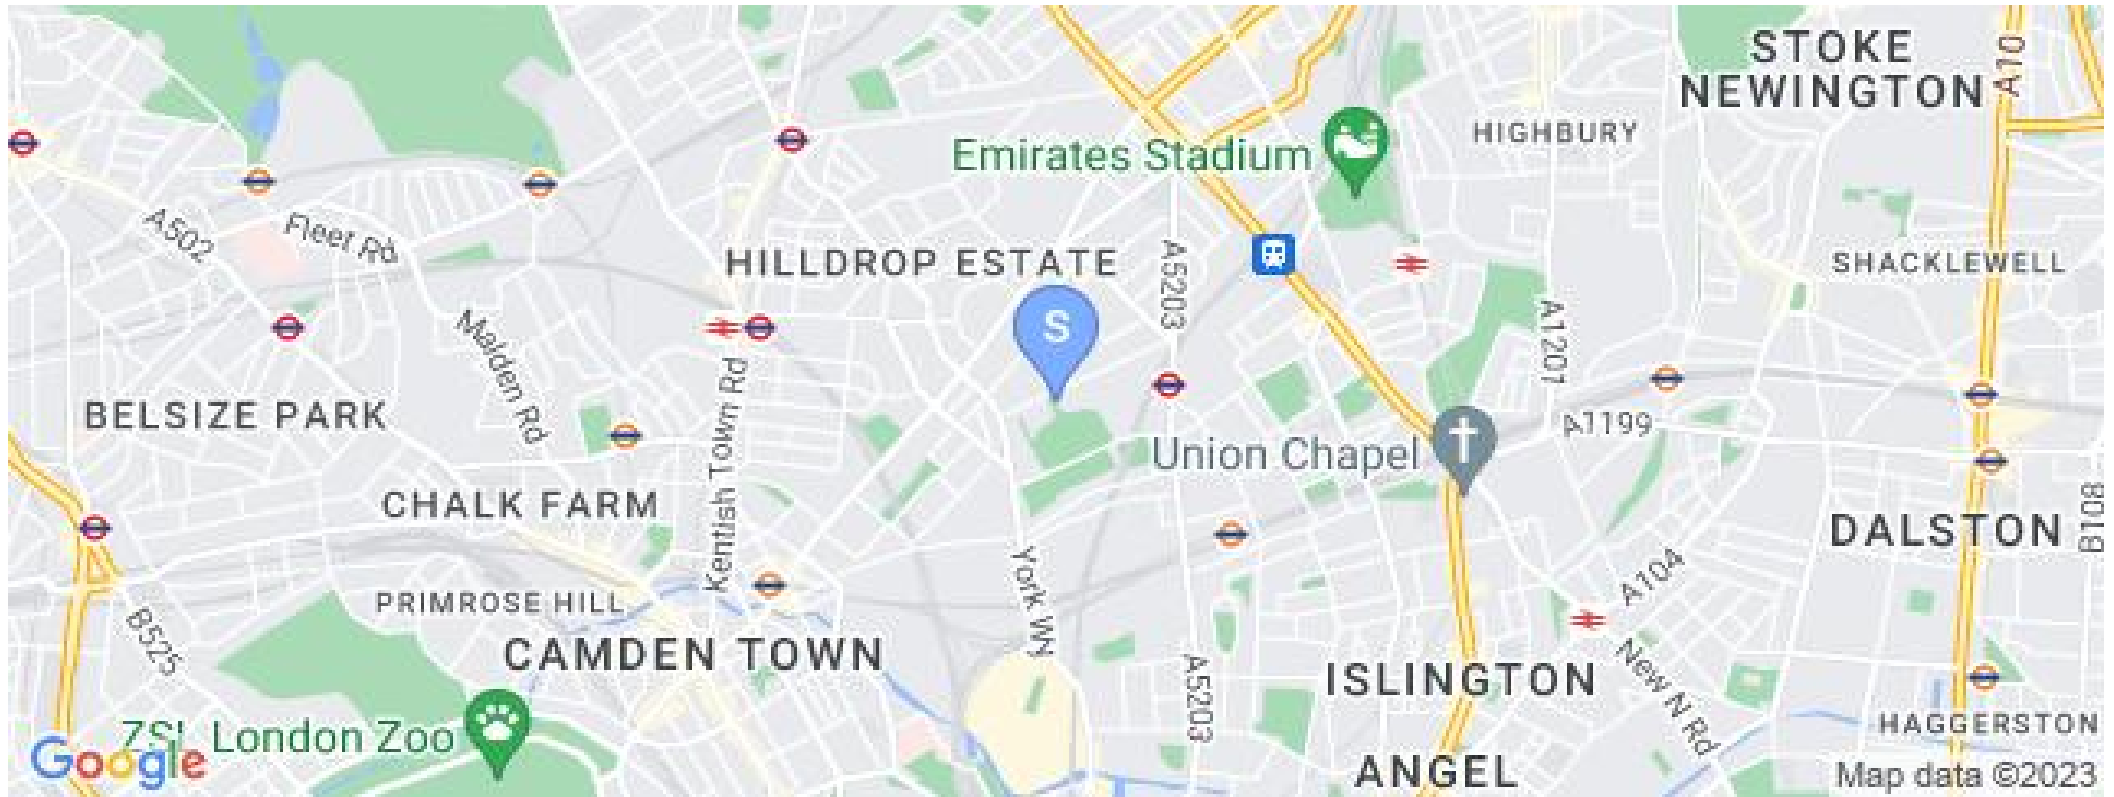 STOKE
NEWINGTON
A10
HIGHBURY
Emirates Stadium
A502
Fleet Rd
HILLDROP ESTATE
A5203
SHACKLEWELL
S
Malden Rd
A1201
BELSIZE PARK
Kentish Town Rd
A1199
Union Chapel
CHALK FARM
DALSTON
B108
York Wy
A104
PRIMROSE HILL
B525
CAMDEN TOWN
ISLINGTON
New N Rd
A5203
ZSL London Zoo
HAGGERSTON
Google
ANGEL
Map data ©2023